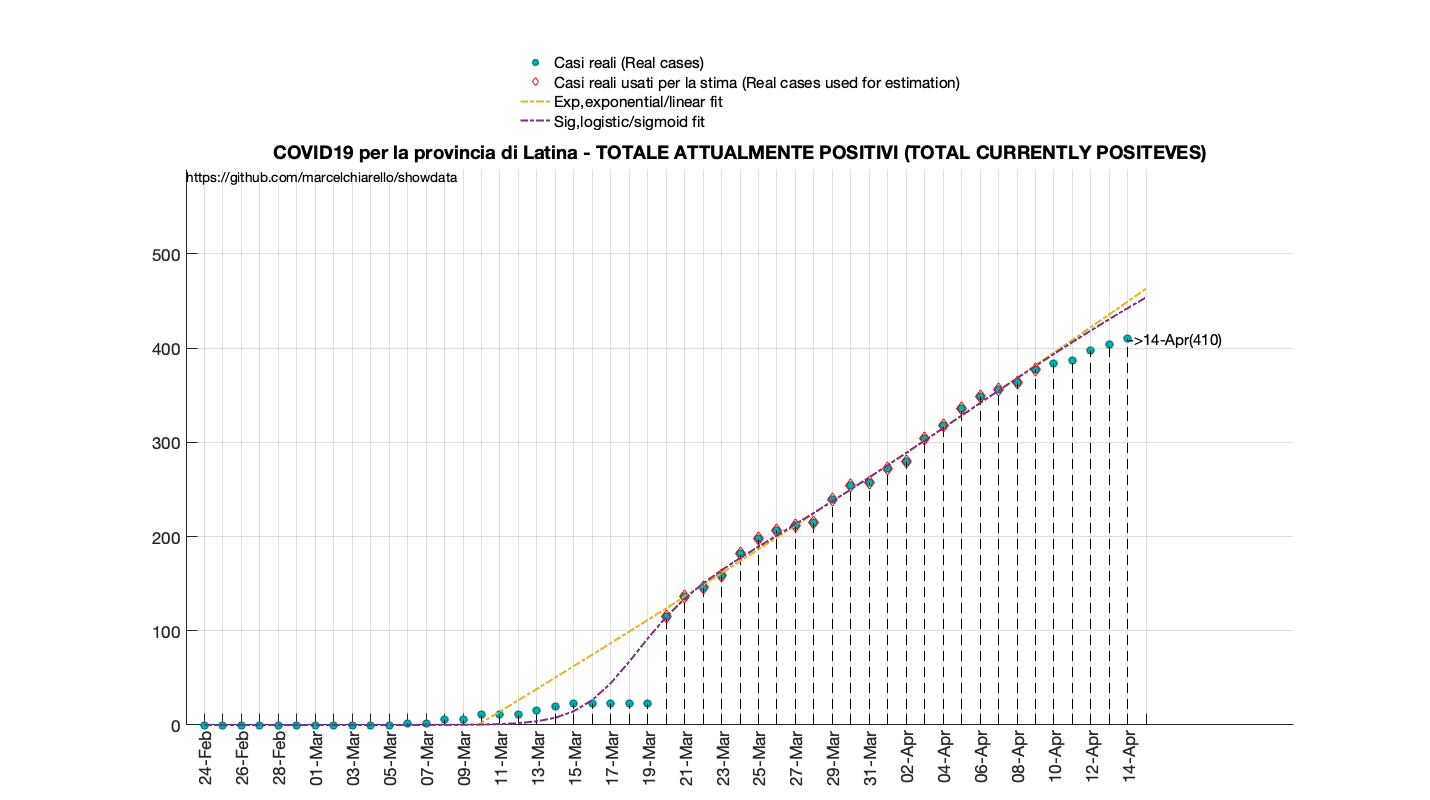 Casi reali (Real cases)
Casi reali usati per la stima (Real cases used for estimation)
Exp,exponential/linear fit
Sig,logistic/sigmoid fit
COVID19 per la provincia di Latina - TOTALE ATTUALMENTE POSITIVI (TOTAL CURRENTLY POSITEVES)
https://github.com/marcelchiarello/showdata
500
400
300
200
100
0
->14-Apr(410)
24-Feb
26-Feb
28-Feb
01-Mar
03-Mar
05-Mar
07-Mar
09-Mar
11-Mar
13-Mar
15-Mar
17-Mar
19-Mar
21-Mar
23-Mar
25-Mar
27-Mar
29-Mar
31-Mar
02-Apr
04-Apr
06-Apr
08-Apr
10-Apr
12-Apr
14-Apr